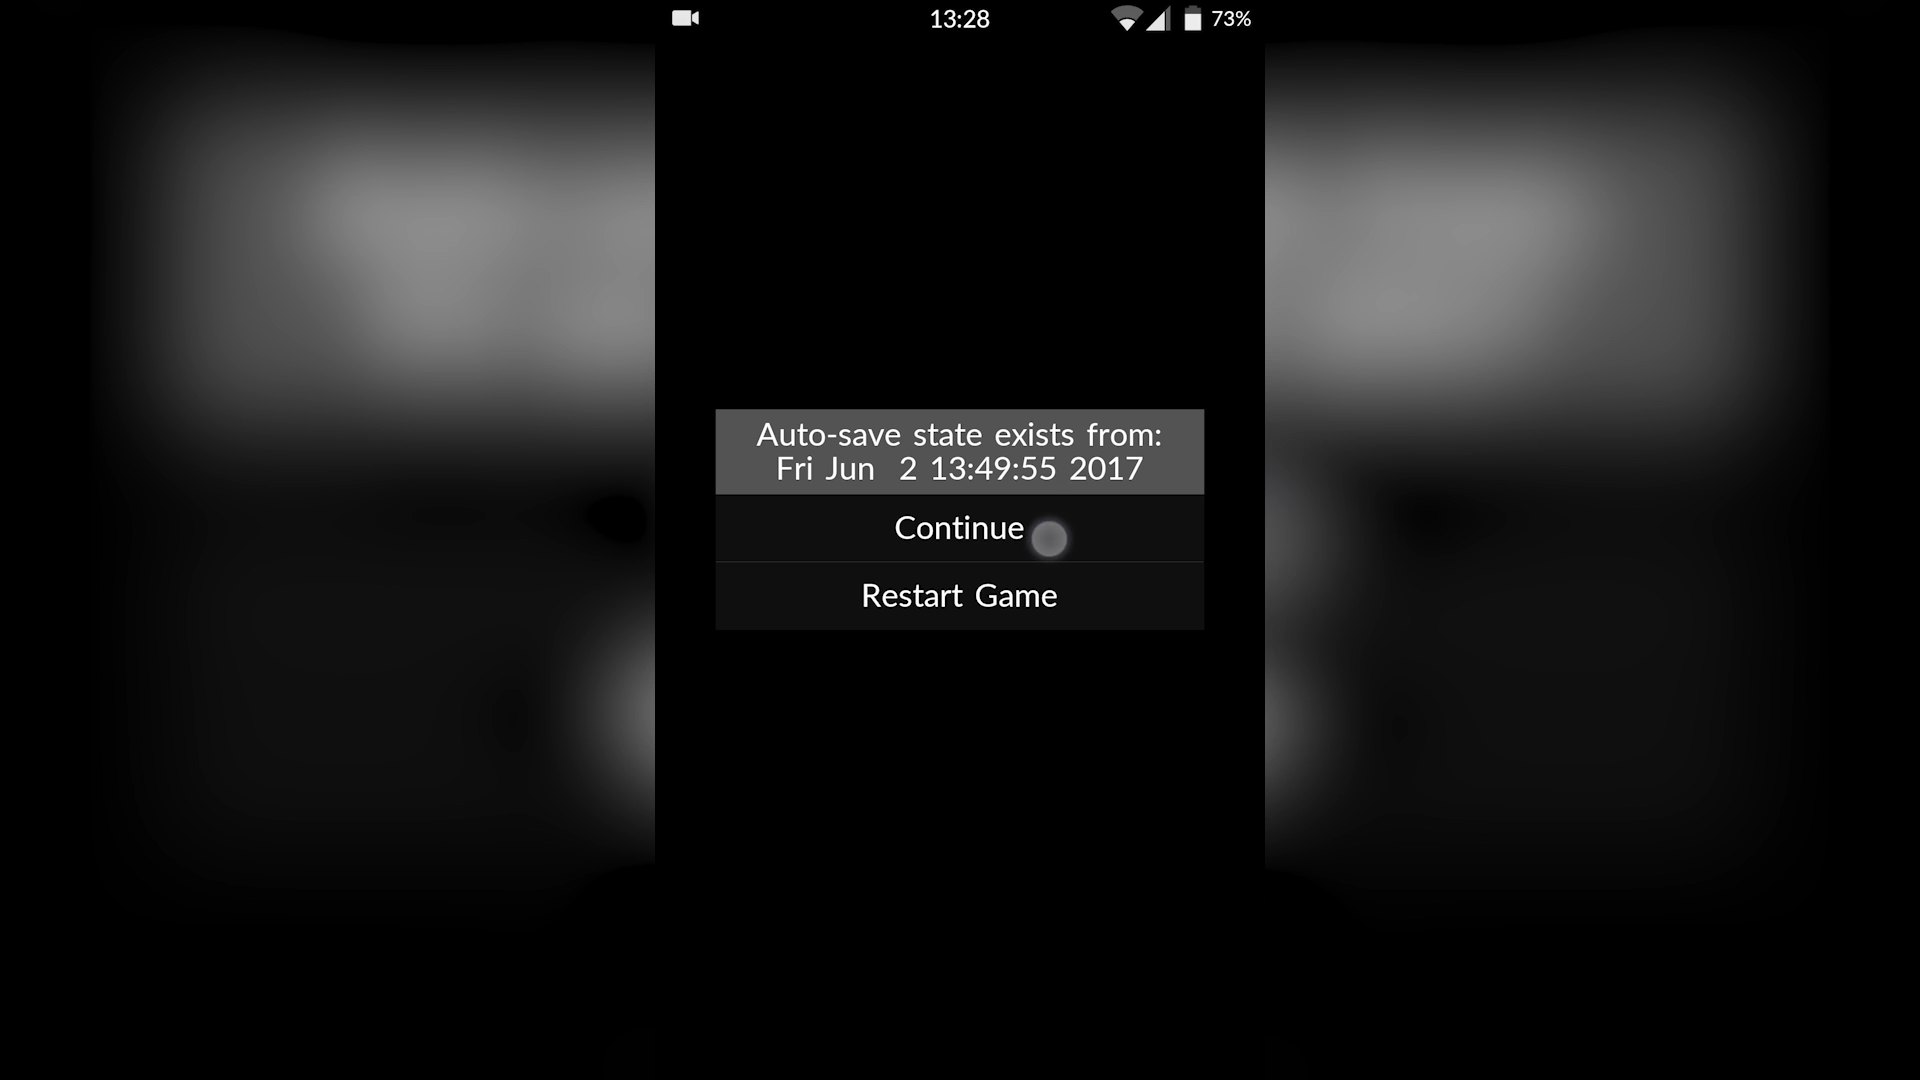 13:28
73%
Auto-save state exists from:
Fri Jun  2 13:49:55 2017
Continue
Restart Game